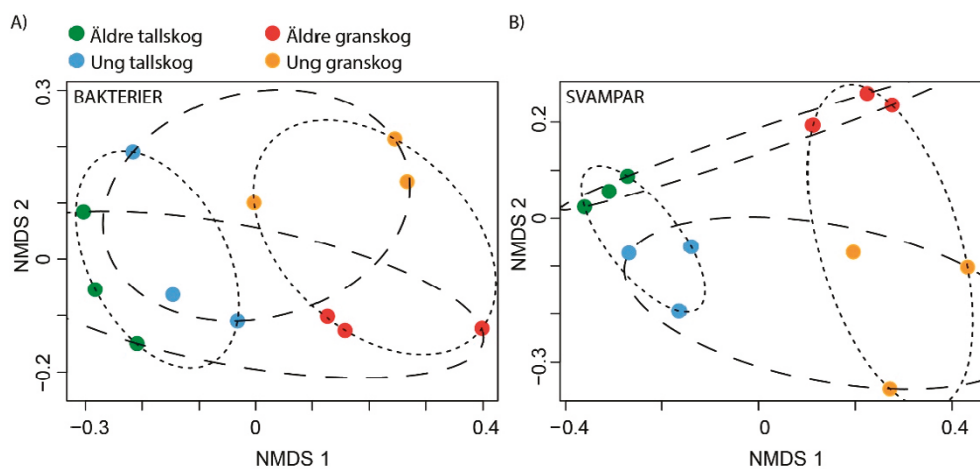 A)
Äldre tallskog
Äldre granskog
Ung tallskog
Ung granskog
BAKTERIER
0.3
0
−0.2
NMDS 2
−0.3
0
0.4
NMDS 1
B)
SVAMPAR
0.2
0
−0.3
NMDS 2
−0.4
0
0.4
NMDS 1